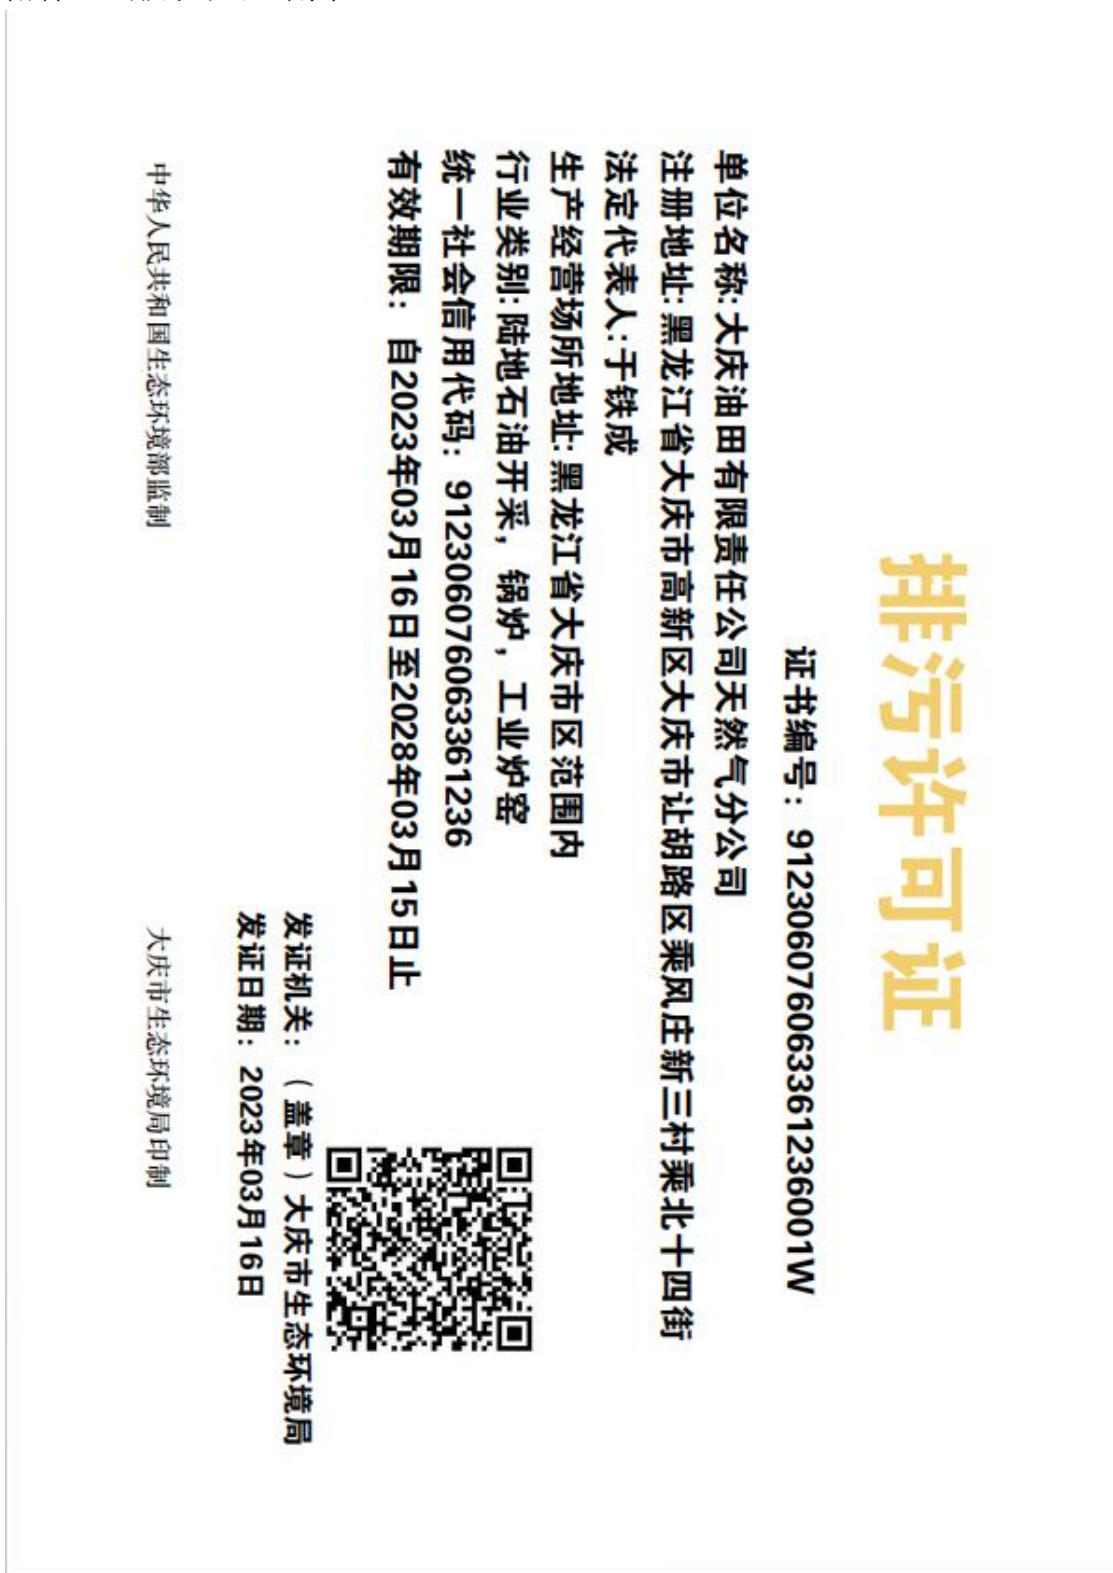 排污许可证
证书编号：912306076063361236001W
单位名称:大庆油田有限责任公司天然气分公司
注册地址:黑龙江省大庆市高新区大庆市让胡路区乘风庄新三村乘北十四街
法定代表人:于铁成
生产经营场所地址:黑龙江省大庆市区范围内
行业类别:陆地石油开采，锅炉，工业炉窑
统一社会信用代码：912306076063361236
有效期限：自2023年03月16日至2028年03月15日止
发证机关：（盖章）大庆市生态环境局
发证日期：2023年03月16日
中华人民共和国生态环境部监制
大庆市生态环境局印制